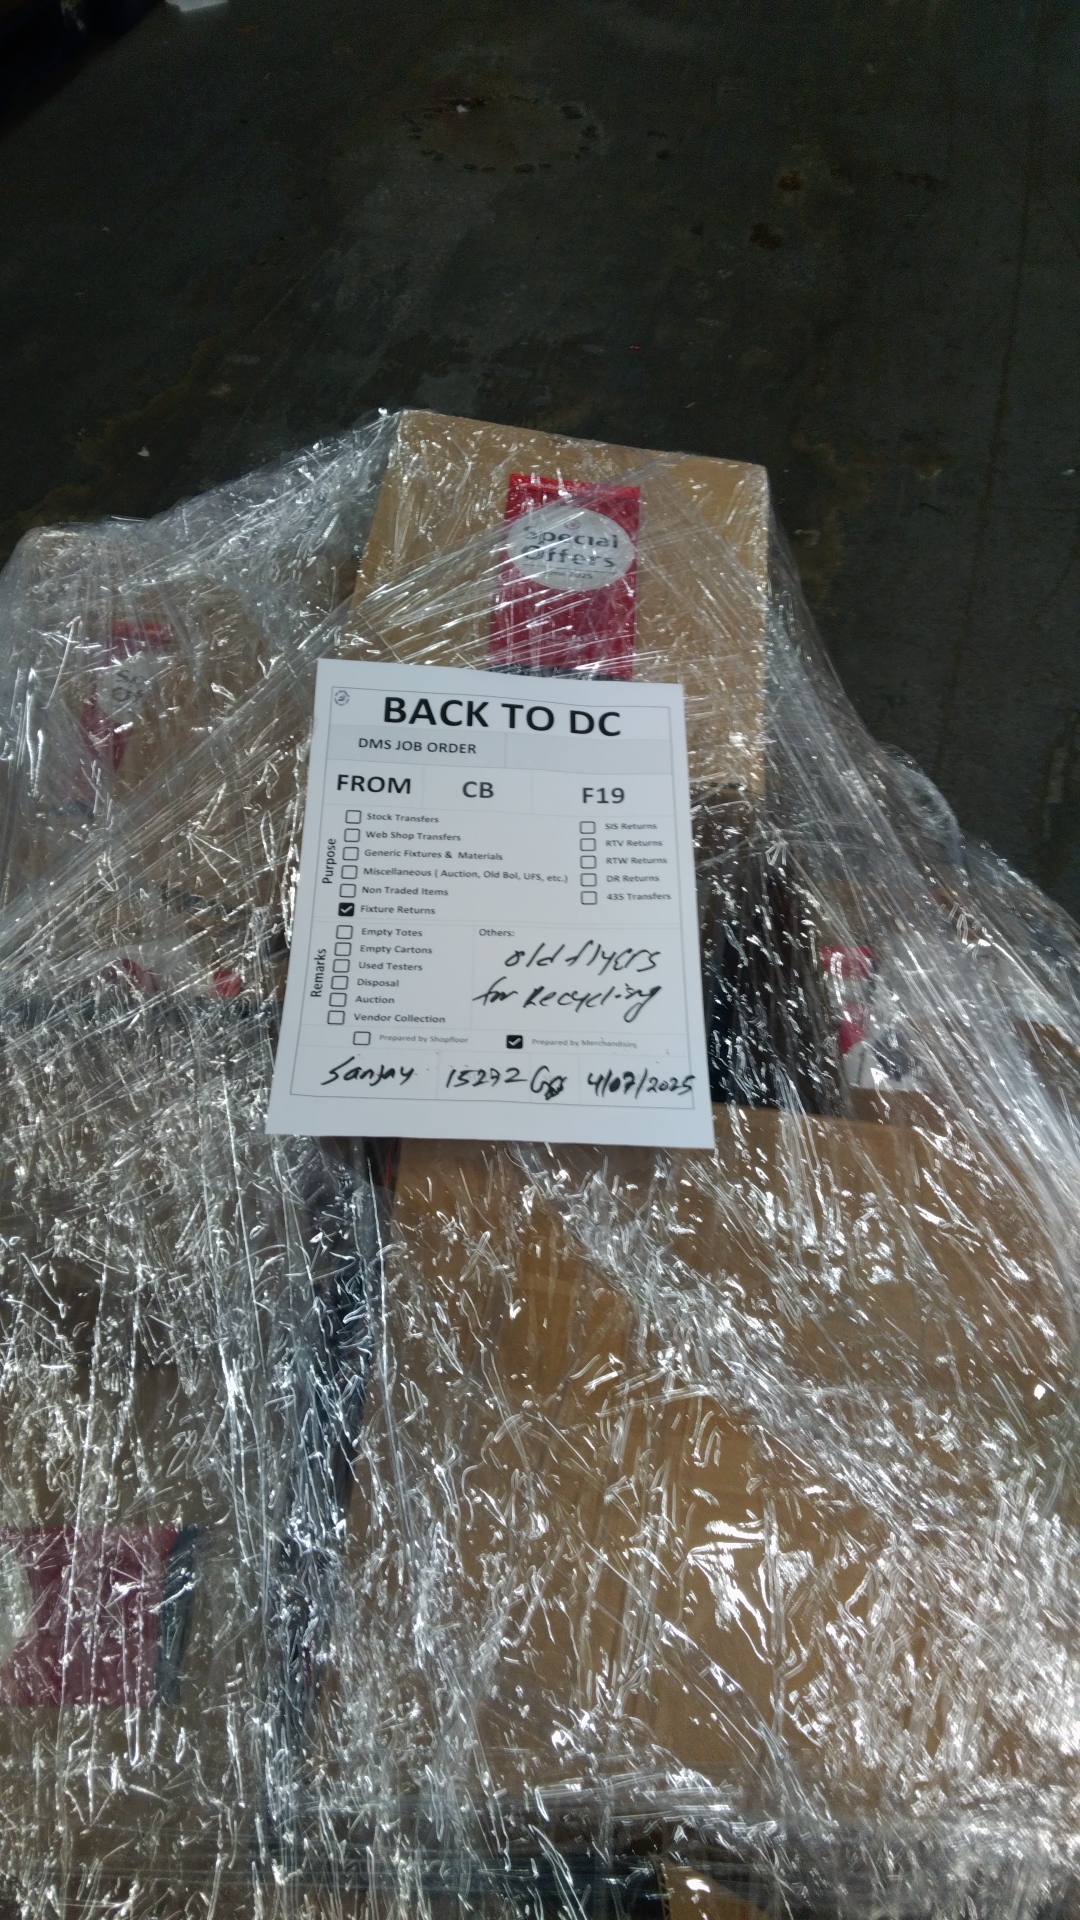 Special
Offers
2025
BACK TO DC
DMS JOB ORDER
FROM CB F19
Purpose
Stock Transfers
Web Shop Transfers
Generic Fixtures & Materials
Miscellaneous ( Auction, Old Bol, UFS, etc.)
Non Traded Items
Fixture Returns
SIS Returns
RTV Returns
RTW Returns
DR Returns
435 Transfers
Remarks
Empty Totes
Empty Cartons
Used Testers
Disposal
Auction
Vendor Collection
Others:
old flyers
for Recycling
Prepared by Shopfloor
Prepared by Merchandising
Sanjay 15292 4/07/2025